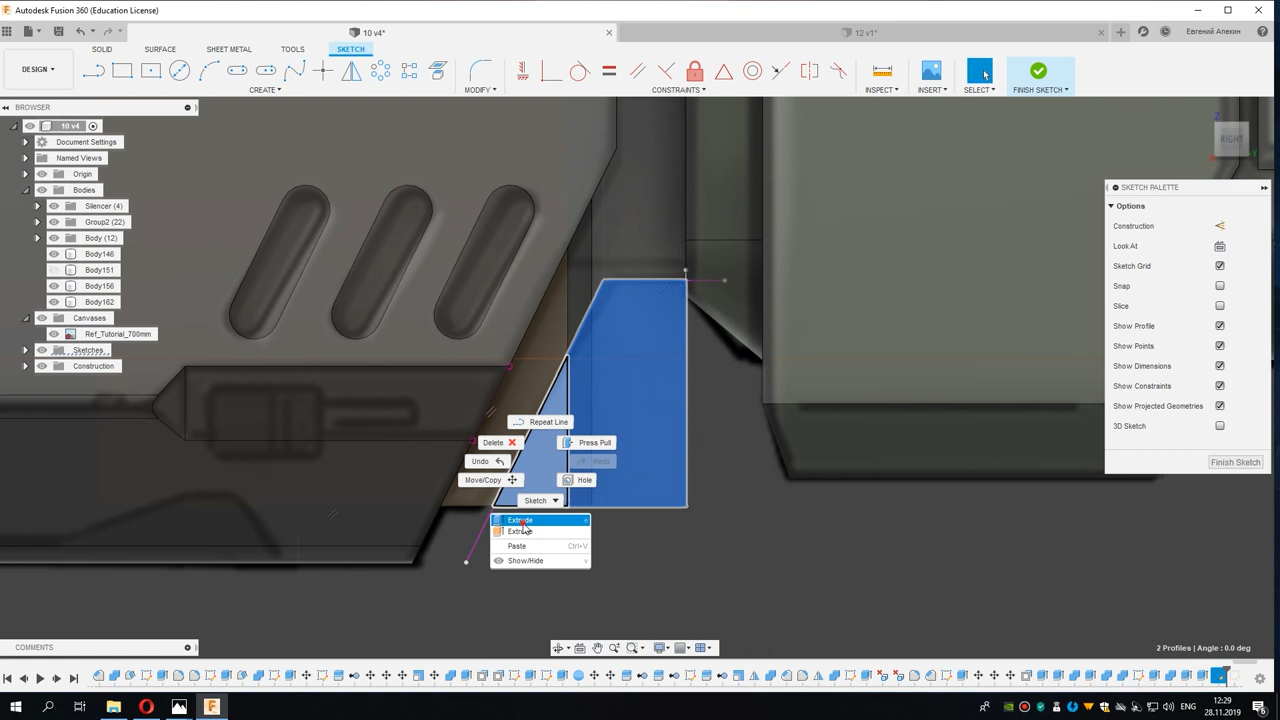 Autodesk Fusion 360 (Education License)
10 v4*
12 v1*
Евгений Апекин
DESIGN
SOLID
SURFACE
SHEET METAL
TOOLS
SKETCH
CREATE
MODIFY
CONSTRAINTS
INSPECT
INSERT
SELECT
FINISH SKETCH
BROWSER
10 v4
Document Settings
Named Views
Origin
Bodies
Silencer (4)
Group2 (22)
Body (12)
Body146
Body151
Body156
Body162
Canvases
Ref_Tutorial_700mm
Sketches
Construction
Z
RIGHT
Y
SKETCH PALETTE
Options
Construction
Look At
Sketch Grid
Snap
Slice
Show Profile
Show Points
Show Dimensions
Show Constraints
Show Projected Geometries
3D Sketch
Finish Sketch
Repeat Line
Delete
Press Pull
Undo
Redo
Move/Copy
Hole
Sketch
Extrude e
Extrude
Paste Ctrl+V
Show/Hide v
COMMENTS
2 Profiles | Angle : 0.0 deg
ENG
12:29
28.11.2019
6